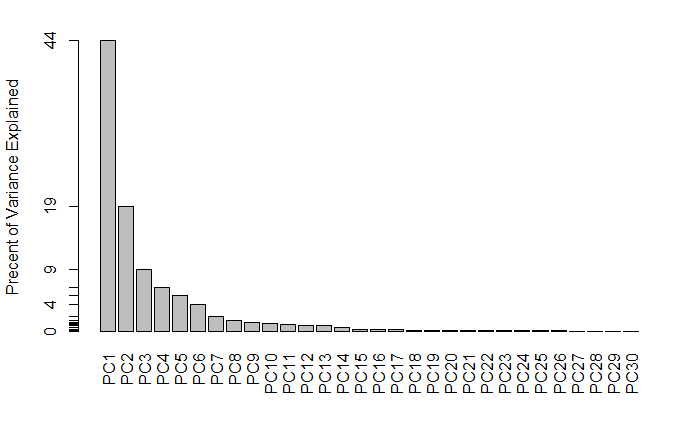 Precent of Variance Explained
44
19
9
4
0
PC1
PC2
PC3
PC4
PC5
PC6
PC7
PC8
PC9
PC10
PC11
PC12
PC13
PC14
PC15
PC16
PC17
PC18
PC19
PC20
PC21
PC22
PC23
PC24
PC25
PC26
PC27
PC28
PC29
PC30